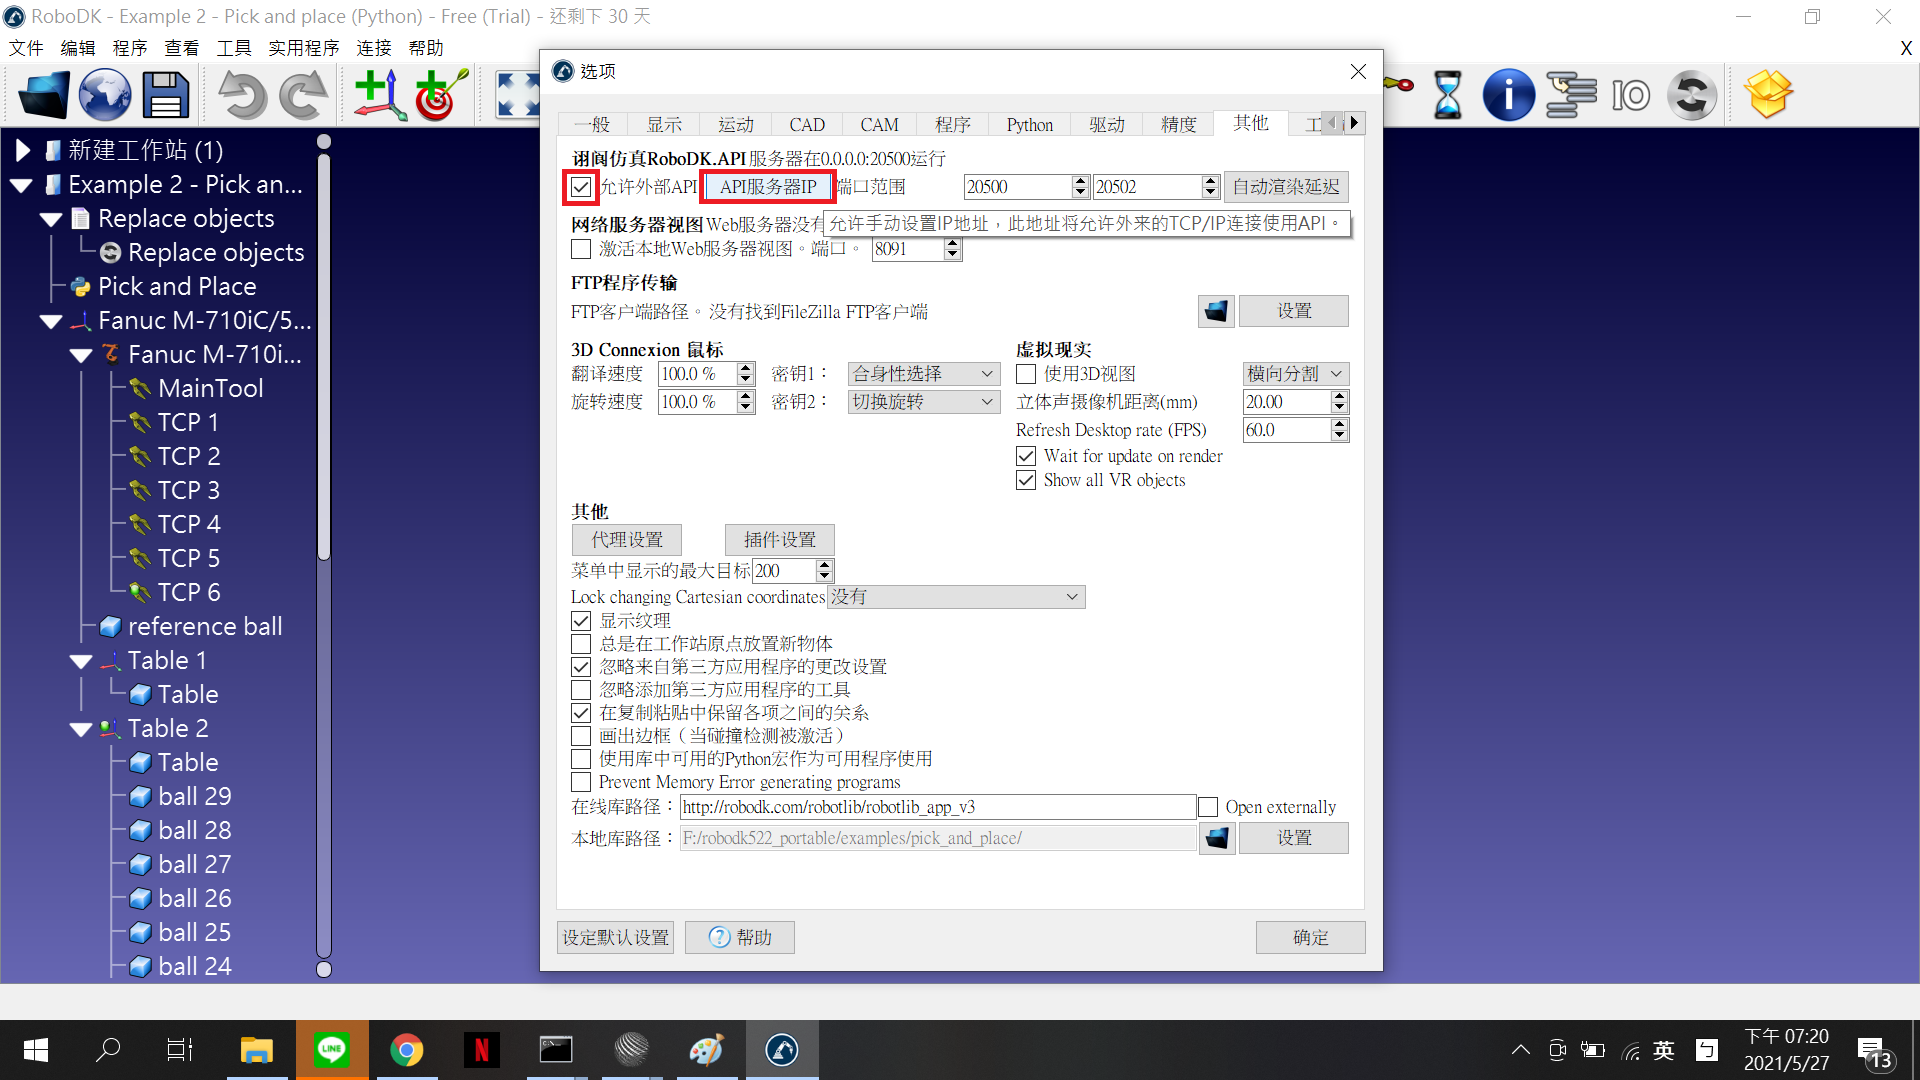 RoboDK - Example 2 - Pick and place (Python) - Free (Trial) - 还剩下 30 天
文件 编辑 程序 查看 工具 实用程序 连接 帮助
X
选项
IO
一般 显示 运动 CAD CAM 程序 Python 驱动 精度 其他 工
诩阔仿真RoboDK.API 服务器在0.0.0.0:20500运行
允许外部API API服务器IP 端口范围 20500 20502 自动渲染延迟
网络服务器视图 Web服务器没有
允许手动设置IP地址，此地址将允许外来的TCP/IP连接使用API。
激活本地Web服务器视图。端口。 8091
FTP程序传输
FTP客户端路径。 没有找到FileZilla FTP客户端 设置
3D Connexion 鼠标
翻译速度 100.0 % 密钥1： 合身性选择
旋转速度 100.0 % 密钥2： 切换旋转
虚拟现实
使用3D视图 横向分割
立体声摄像机距离(mm) 20.00
Refresh Desktop rate (FPS) 60.0
Wait for update on render
Show all VR objects
其他
代理设置 插件设置
菜单中显示的最大目标 200
Lock changing Cartesian coordinates 没有
显示纹理
总是在工作站原点放置新物体
忽略来自第三方应用程序的更改设置
忽略添加第三方应用程序的工具
在复制粘贴中保留各项之间的关系
画出边框（当碰撞检测被激活）
使用库中可用的Python宏作为可用程序使用
Prevent Memory Error generating programs
在线库路径： http://robodk.com/robotlib/robotlib_app_v3 Open externally
本地库路径： F:/robodk522_portable/examples/pick_and_place/ 设置
设定默认设置 帮助 确定
新建工作站 (1)
Example 2 - Pick an...
Replace objects
Replace objects
Pick and Place
Fanuc M-710iC/5...
Fanuc M-710i...
MainTool
TCP 1
TCP 2
TCP 3
TCP 4
TCP 5
TCP 6
reference ball
Table 1
Table
Table 2
Table
ball 29
ball 28
ball 27
ball 26
ball 25
ball 24
LINE
N
英
ㄅ
下午 07:20
2021/5/27
13